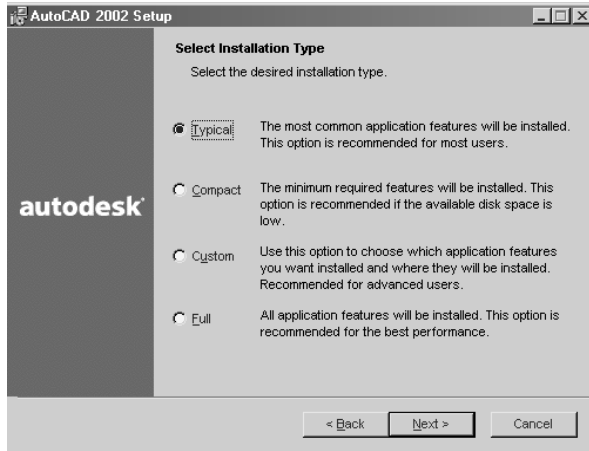 AutoCAD 2002 Setup
Select Installation Type
Select the desired installation type.
Typical
The most common application features will be installed.
This option is recommended for most users.
Compact
The minimum required features will be installed. This
option is recommended if the available disk space is
low.
autodesk
Custom
Use this option to choose which application features
you want installed and where they will be installed.
Recommended for advanced users.
Full
All application features will be installed. This option is
recommended for the best performance.
< Back
Next >
Cancel